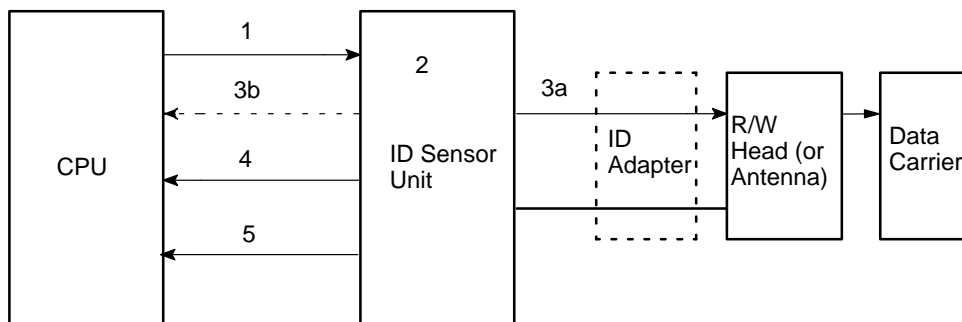 1
2
3b
3a
CPU
4
ID Sensor
Unit
ID
Adapter
R/W
Head (or
Antenna)
Data
Carrier
5